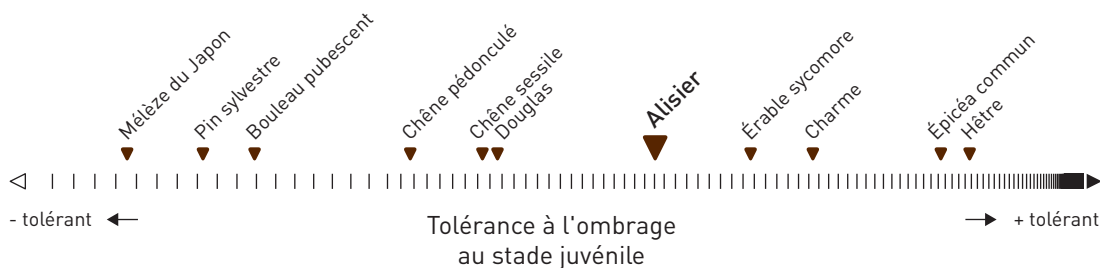 Mélèze du Japon
Pin sylvestre
Bouleau pubescent
Chêne pédonculé
Chêne sessile
Douglas
Alisier
Érable sycomore
Charme
Épicéa commun
Hêtre
- tolérant
+ tolérant
Tolérance à l'ombrage
au stade juvénile